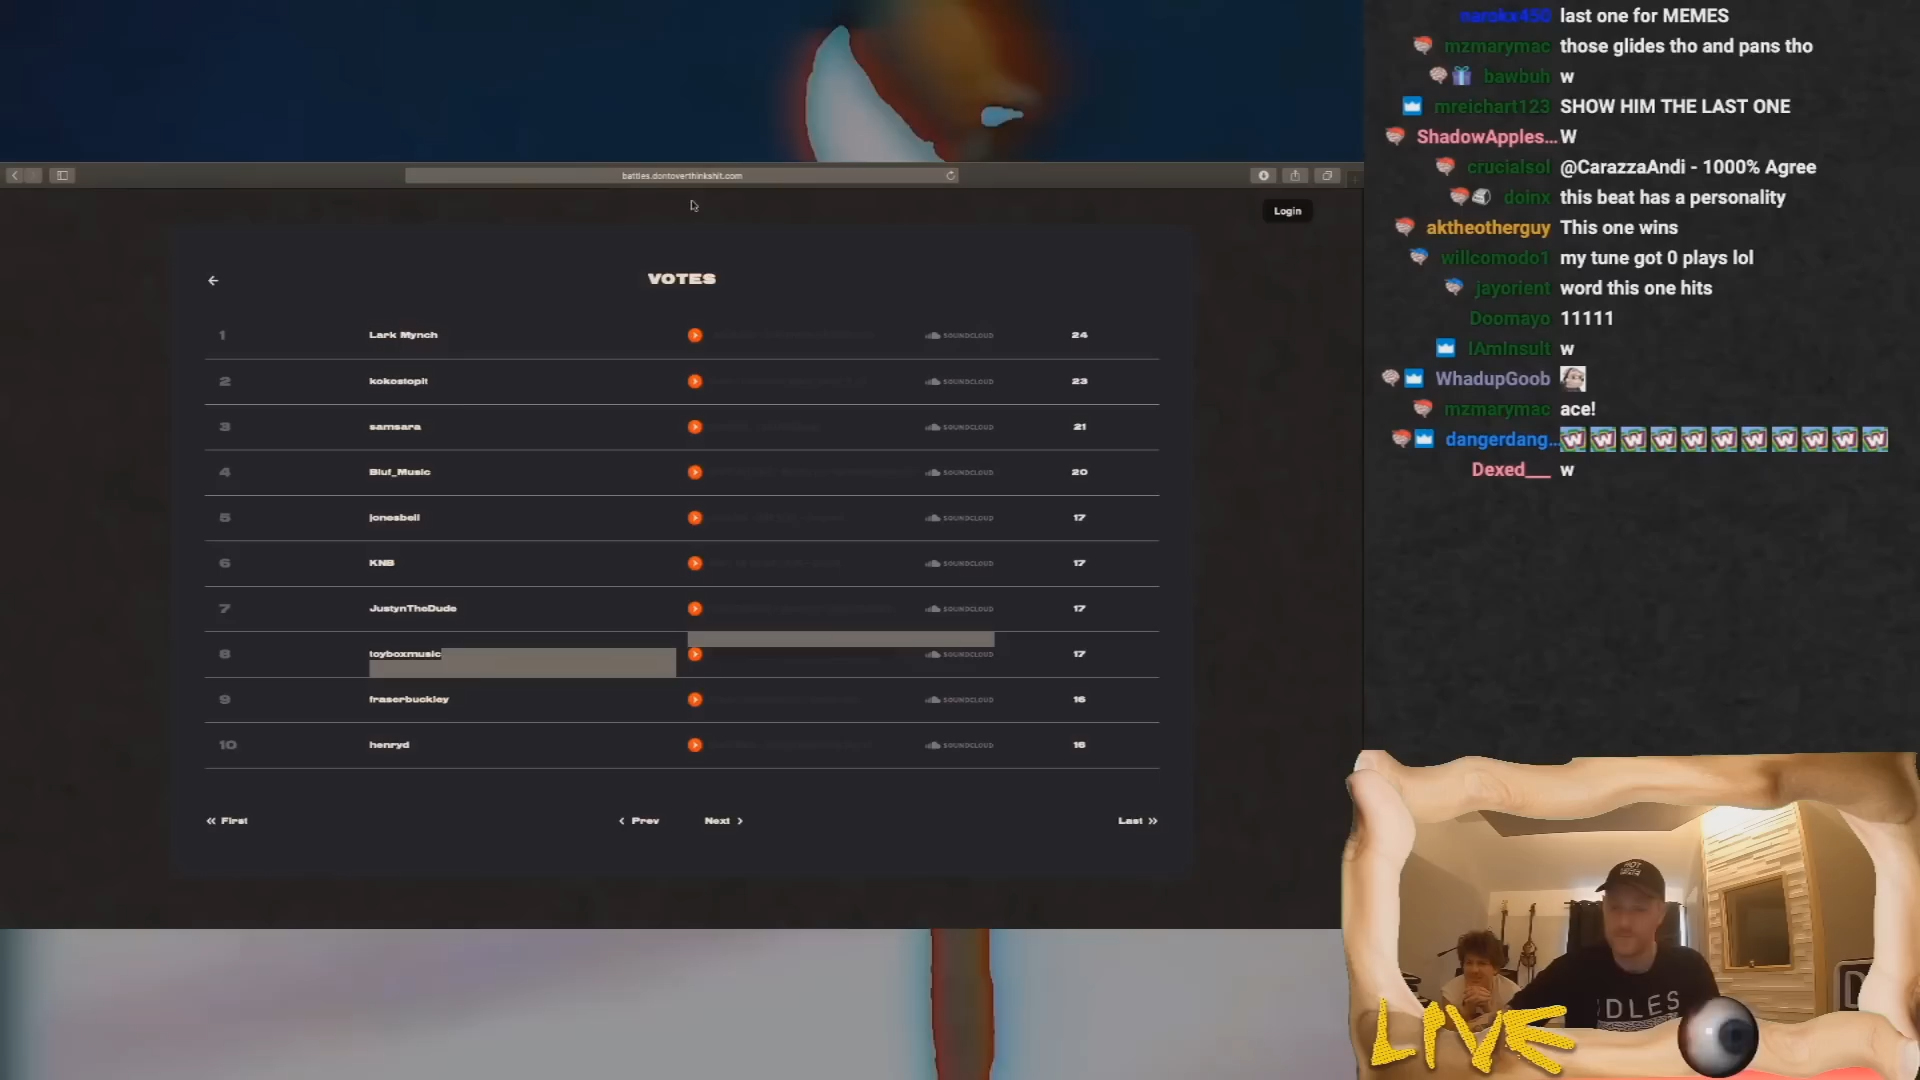 battles.dontoverthinkshit.com
Login
VOTES
1 Lark Mynch SOUNDCLOUD 24
2 kokostopit SOUNDCLOUD 23
3 samsara SOUNDCLOUD 21
4 Bluf_Music SOUNDCLOUD 20
5 jonesbell SOUNDCLOUD 17
6 KNB SOUNDCLOUD 17
7 JustynTheDude SOUNDCLOUD 17
8 toyboxmusic SOUNDCLOUD 17
9 fraserbuckley SOUNDCLOUD 16
10 henryd SOUNDCLOUD 16
« First ‹ Prev Next › Last »
narokx450 last one for MEMES
mzmarymac those glides tho and pans tho
bawbuh w
mreichart123 SHOW HIM THE LAST ONE
ShadowApples... W
crucialsol @CarazzaAndi - 1000% Agree
doinx this beat has a personality
aktheotherguy This one wins
willcomodo1 my tune got 0 plays lol
jayorient word this one hits
Doomayo 11111
IAmInsult w
WhadupGoob
mzmarymac ace!
dangerdang... W W W W W W W W W W W
Dexed___ w
DLES
LIVE